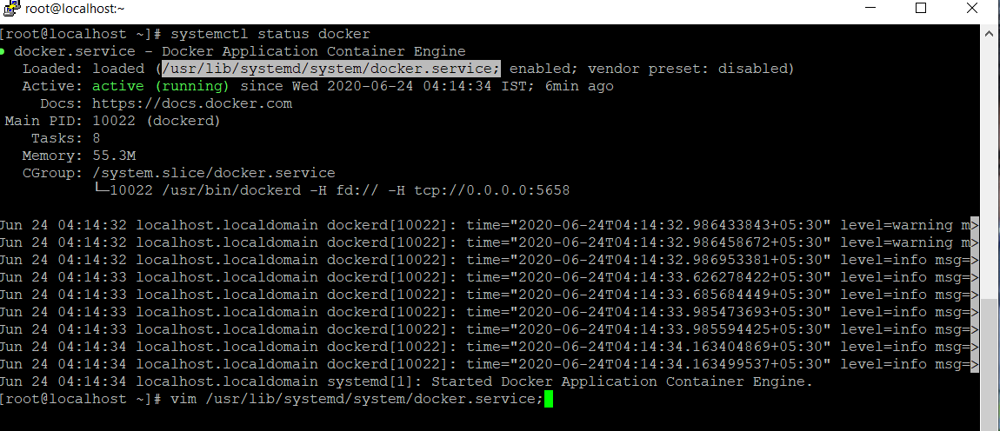 root@localhost:~
[root@localhost ~]# systemctl status docker
● docker.service - Docker Application Container Engine
   Loaded: loaded (/usr/lib/systemd/system/docker.service; enabled; vendor preset: disabled)
   Active: active (running) since Wed 2020-06-24 04:14:34 IST; 6min ago
     Docs: https://docs.docker.com
 Main PID: 10022 (dockerd)
    Tasks: 8
   Memory: 55.3M
   CGroup: /system.slice/docker.service
           └─10022 /usr/bin/dockerd -H fd:// -H tcp://0.0.0.0:5658
Jun 24 04:14:32 localhost.localdomain dockerd[10022]: time="2020-06-24T04:14:32.986433843+05:30" level=warning m>
Jun 24 04:14:32 localhost.localdomain dockerd[10022]: time="2020-06-24T04:14:32.986458672+05:30" level=warning m>
Jun 24 04:14:32 localhost.localdomain dockerd[10022]: time="2020-06-24T04:14:32.986953381+05:30" level=info msg=>
Jun 24 04:14:33 localhost.localdomain dockerd[10022]: time="2020-06-24T04:14:33.626278422+05:30" level=info msg=>
Jun 24 04:14:33 localhost.localdomain dockerd[10022]: time="2020-06-24T04:14:33.685684449+05:30" level=info msg=>
Jun 24 04:14:33 localhost.localdomain dockerd[10022]: time="2020-06-24T04:14:33.985473693+05:30" level=info msg=>
Jun 24 04:14:33 localhost.localdomain dockerd[10022]: time="2020-06-24T04:14:33.985594425+05:30" level=info msg=>
Jun 24 04:14:34 localhost.localdomain dockerd[10022]: time="2020-06-24T04:14:34.163404869+05:30" level=info msg=>
Jun 24 04:14:34 localhost.localdomain dockerd[10022]: time="2020-06-24T04:14:34.163499537+05:30" level=info msg=>
Jun 24 04:14:34 localhost.localdomain systemd[1]: Started Docker Application Container Engine.
[root@localhost ~]# vim /usr/lib/systemd/system/docker.service;